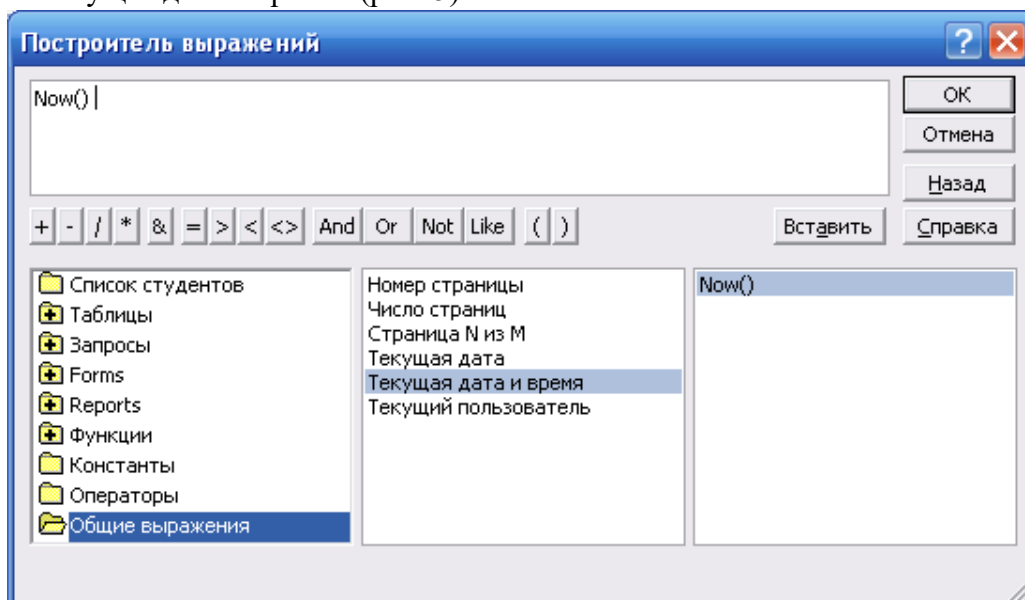 Построитель выражений
Now()
ОК
Отмена
Назад
+ - / * & = > < <> And Or Not Like ( ) Вставить Справка
Список студентов
Таблицы
Запросы
Forms
Reports
Функции
Константы
Операторы
Общие выражения
Номер страницы
Число страниц
Страница N из M
Текущая дата
Текущая дата и время
Текущий пользователь
Now()